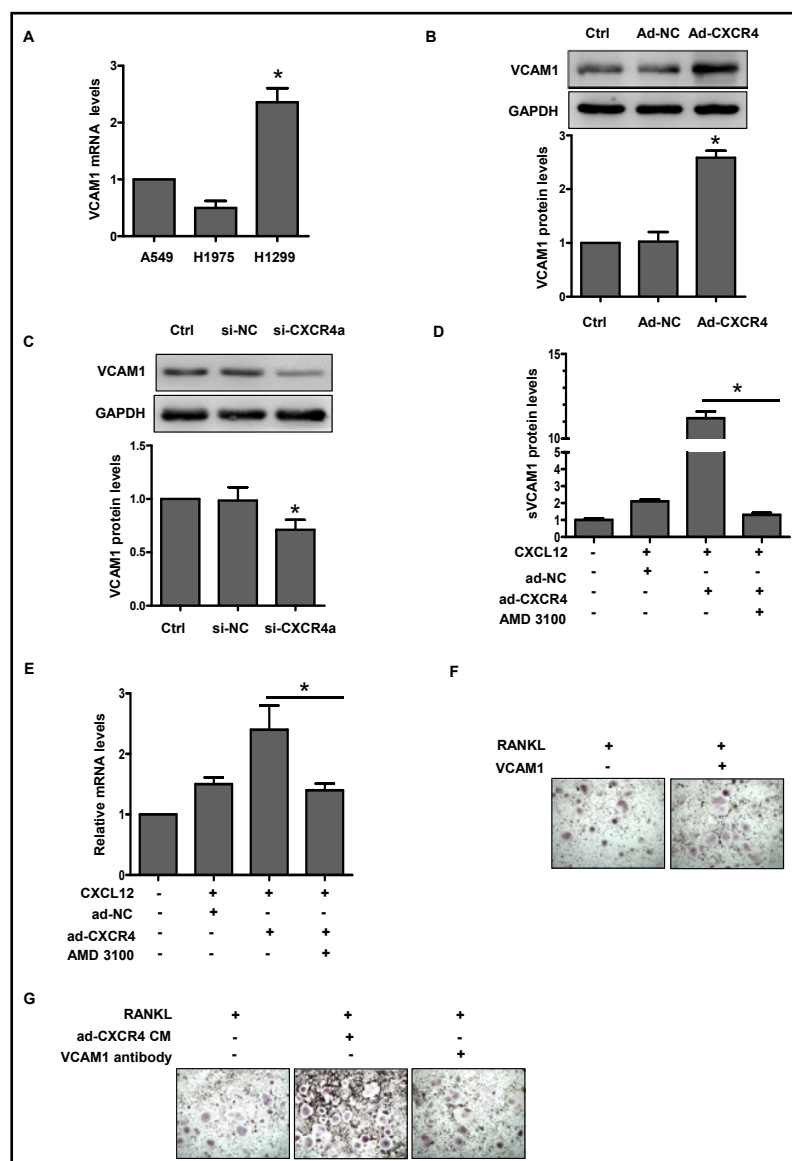 A
VCAM1 mRNA levels
3
2
1
0
*
A549 H1975 H1299
B
Ctrl Ad-NC Ad-CXCR4
VCAM1
GAPDH
VCAM1 protein levels
3
2
1
0
*
Ctrl Ad-NC Ad-CXCR4
C
Ctrl si-NC si-CXCR4a
VCAM1
GAPDH
VCAM1 protein levels
1.5
1.0
0.5
0.0
*
Ctrl si-NC si-CXCR4a
D
sVCAM1 protein levels
15
10
5
4
3
2
1
0
*
CXCL12 - + + +
ad-NC - + - -
ad-CXCR4 - - + +
AMD 3100 - - - +
E
Relative mRNA levels
3
2
1
0
*
CXCL12 - + + +
ad-NC - + - -
ad-CXCR4 - - + +
AMD 3100 - - - +
F
RANKL + +
VCAM1 - +
G
RANKL + + +
ad-CXCR4 CM - + -
VCAM1 antibody - - +